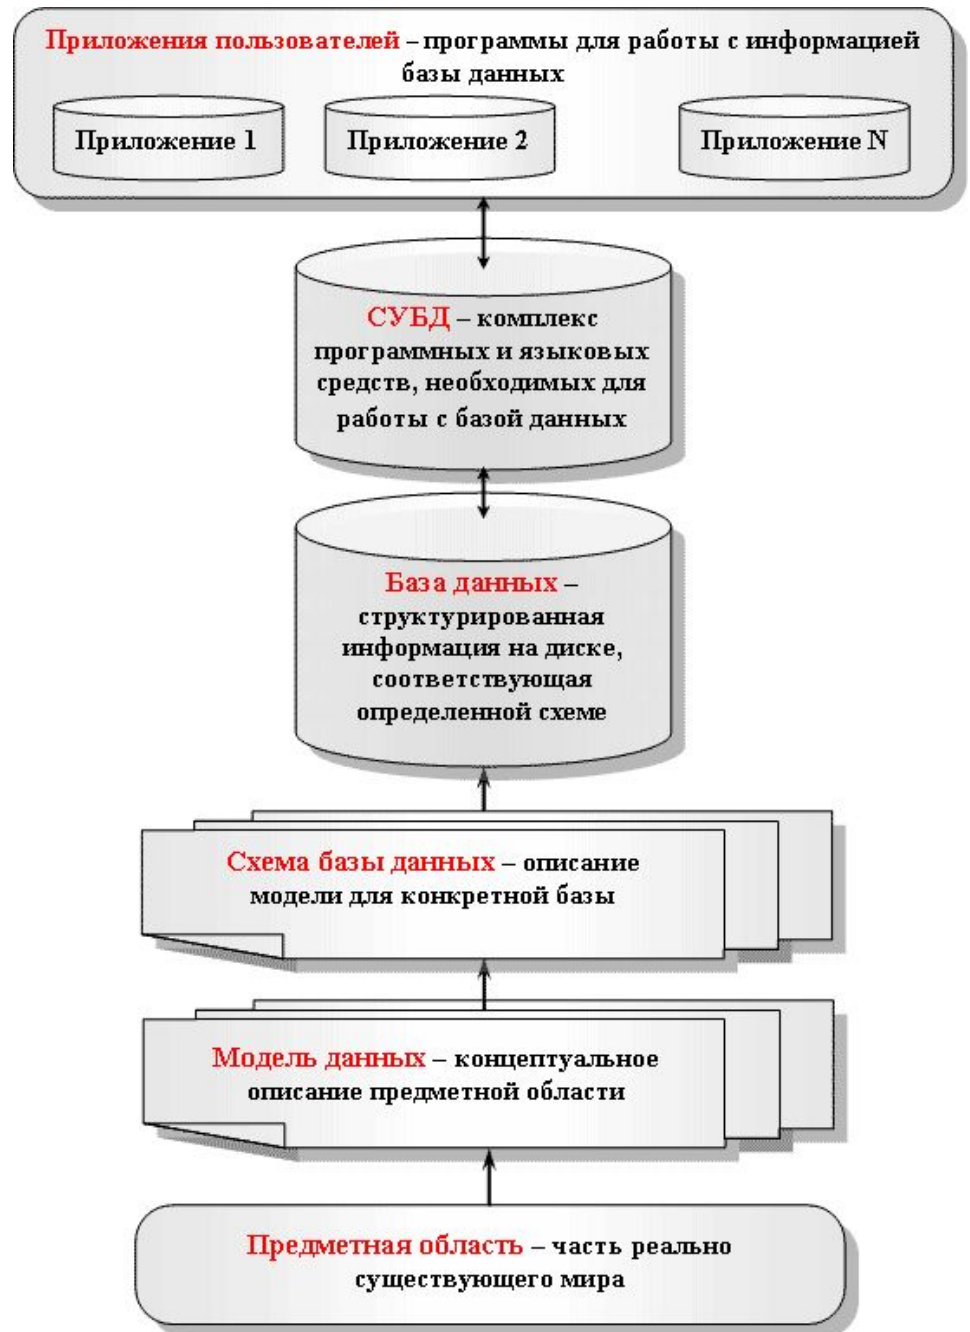 Приложения пользователей – программы для работы с информацией
базы данных
Приложение 1
Приложение 2
Приложение N
СУБД – комплекс
программных и языковых
средств, необходимых для
работы с базой данных
База данных –
структурированная
информация на диске,
соответствующая
определенной схеме
Схема базы данных – описание
модели для конкретной базы
Модель данных – концептуальное
описание предметной области
Предметная область – часть реально
существующего мира